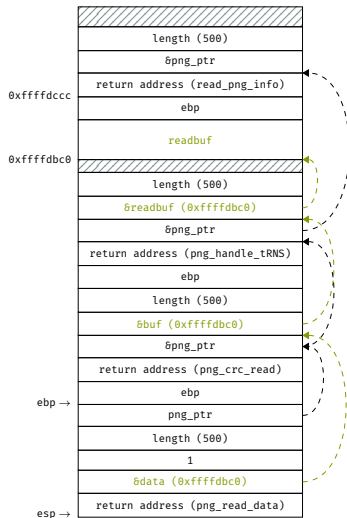 length (500)
&png_ptr
return address (read_png_info)
0xffffdccc
ebp
readbuf
0xffffdbc0
length (500)
&readbuf (0xffffdbc0)
&png_ptr
return address (png_handle_tRNS)
ebp
length (500)
&buf (0xffffdbc0)
&png_ptr
return address (png_crc_read)
ebp
ebp →
png_ptr
length (500)
1
&data (0xffffdbc0)
return address (png_read_data)
esp →